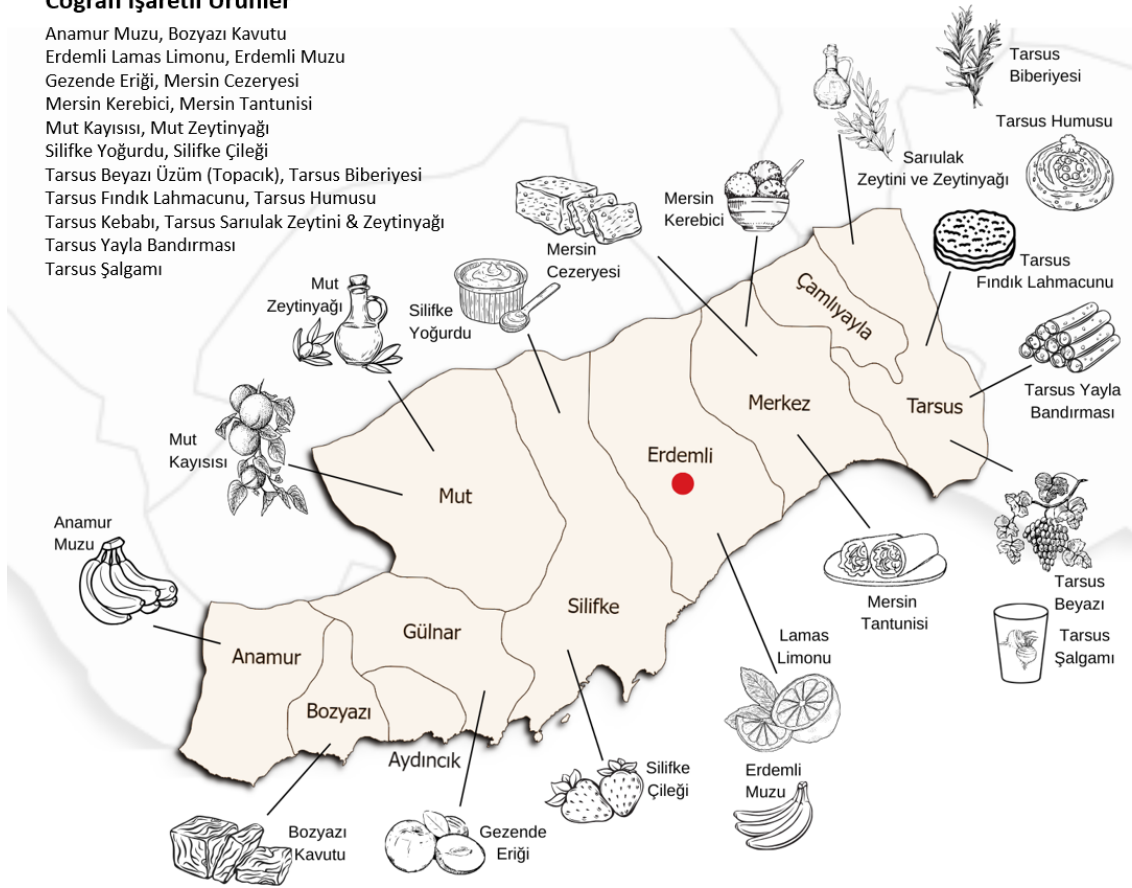 Coğrafi İşaretli Ürünler
Anamur Muzu, Bozyazı Kavutu
Erdemli Lamas Limonu, Erdemli Muzu
Gezende Eriği, Mersin Cezeryesi
Mersin Kerebici, Mersin Tantunisi
Mut Kayısısı, Mut Zeytinyağı
Silifke Yoğurdu, Silifke Çileği
Tarsus Beyazı Üzüm (Topacık), Tarsus Biberiyesi
Tarsus Fındık Lahmacunu, Tarsus Humusu
Tarsus Kebabı, Tarsus Sarıulak Zeytini & Zeytinyağı
Tarsus Yayla Bandırması
Tarsus Şalgamı
Tarsus
Biberiyesi
Tarsus Humusu
Sarıulak
Zeytini ve Zeytinyağı
Mersin
Kerebici
Mersin
Cezeryesi
Tarsus
Fındık Lahmacunu
Mut
Zeytinyağı
Silifke
Yoğurdu
Çamlıyayla
Tarsus Yayla
Bandırması
Merkez
Tarsus
Mut
Kayısısı
Erdemli
Mut
Anamur
Muzu
Tarsus
Beyazı
Mersin
Tantunisi
Silifke
Gülnar
Lamas
Limonu
Tarsus
Şalgamı
Anamur
Bozyazı
Aydıncık
Silifke
Çileği
Erdemli
Muzu
Bozyazı
Kavutu
Gezende
Eriği